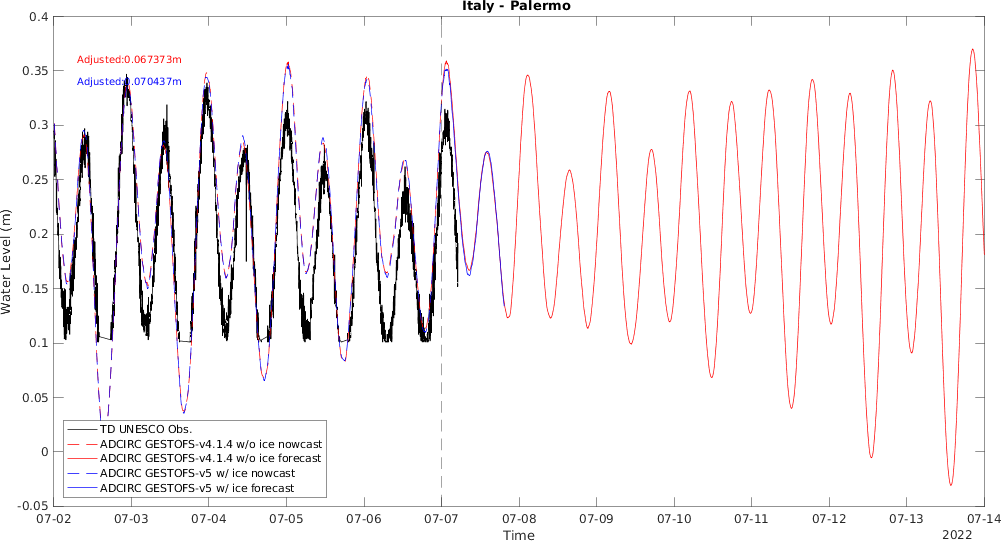 Italy - Palermo
Adjusted:0.067373m
Adjusted:0.070437m
0.4
0.35
0.3
0.25
0.2
0.15
0.1
0.05
0
-0.05
Water Level (m)
TD UNESCO Obs.
ADCIRC GESTOFS-v4.1.4 w/o ice nowcast
ADCIRC GESTOFS-v4.1.4 w/o ice forecast
ADCIRC GESTOFS-v5 w/ ice nowcast
ADCIRC GESTOFS-v5 w/ ice forecast
07-02 07-03 07-04 07-05 07-06 07-07 07-08 07-09 07-10 07-11 07-12 07-13 07-14
Time
2022